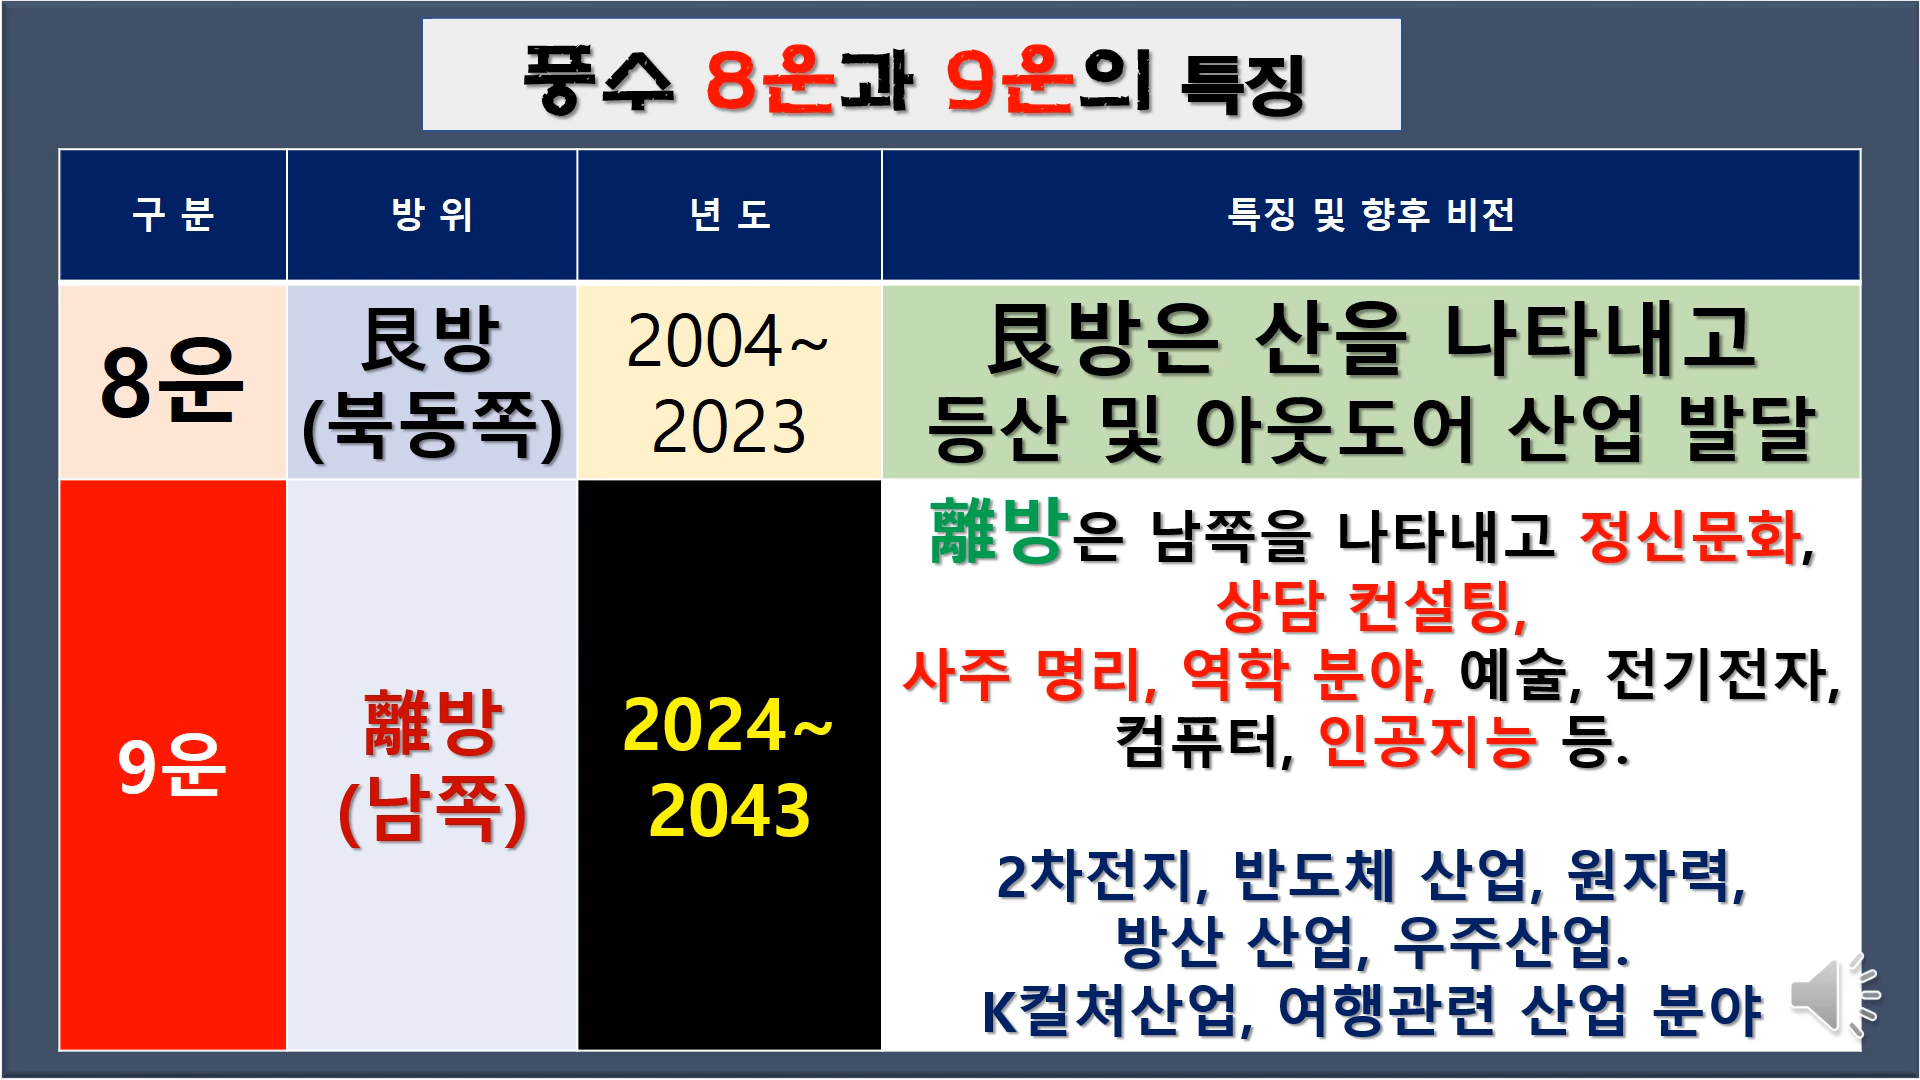 풍수 8운과 9운의 특징
구 분
방 위
년 도
특징 및 향후 비전
8운
艮방
(북동쪽)
2004~
2023
艮방은 산을 나타내고
등산 및 아웃도어 산업 발달
9운
離방
(남쪽)
2024~
2043
離방은 남쪽을 나타내고 정신문화,
상담 컨설팅,
사주 명리, 역학 분야, 예술, 전기전자,
컴퓨터, 인공지능 등.
2차전지, 반도체 산업, 원자력,
방산 산업, 우주산업.
K컬쳐산업, 여행관련 산업 분야